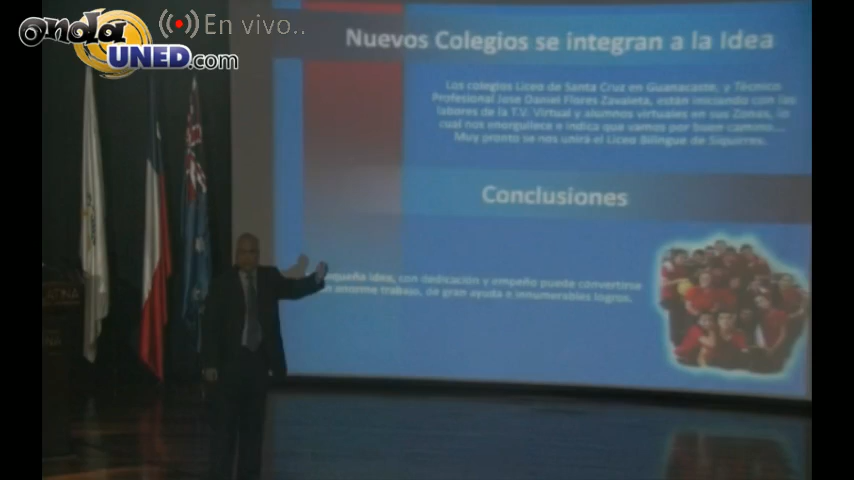 onda
UNED.com
En vivo..
Nuevos Colegios se integran a la Idea
Los colegios Liceo de Santa Cruz en Guanacaste, y Técnico
Profesional Jose Daniel Flores Zavaleta, están iniciando con las
labores de la T.V. Virtual y alumnos virtuales en sus Zonas, lo
cual nos enorgullece e indica que vamos por buen camino....
Muy pronto se nos unirá el Liceo Bilingüe de Siquirres.
Conclusiones
Idea, con dedicación y empeño puede convertirse
enorme trabajo, de gran ayuda e innumerables logros.